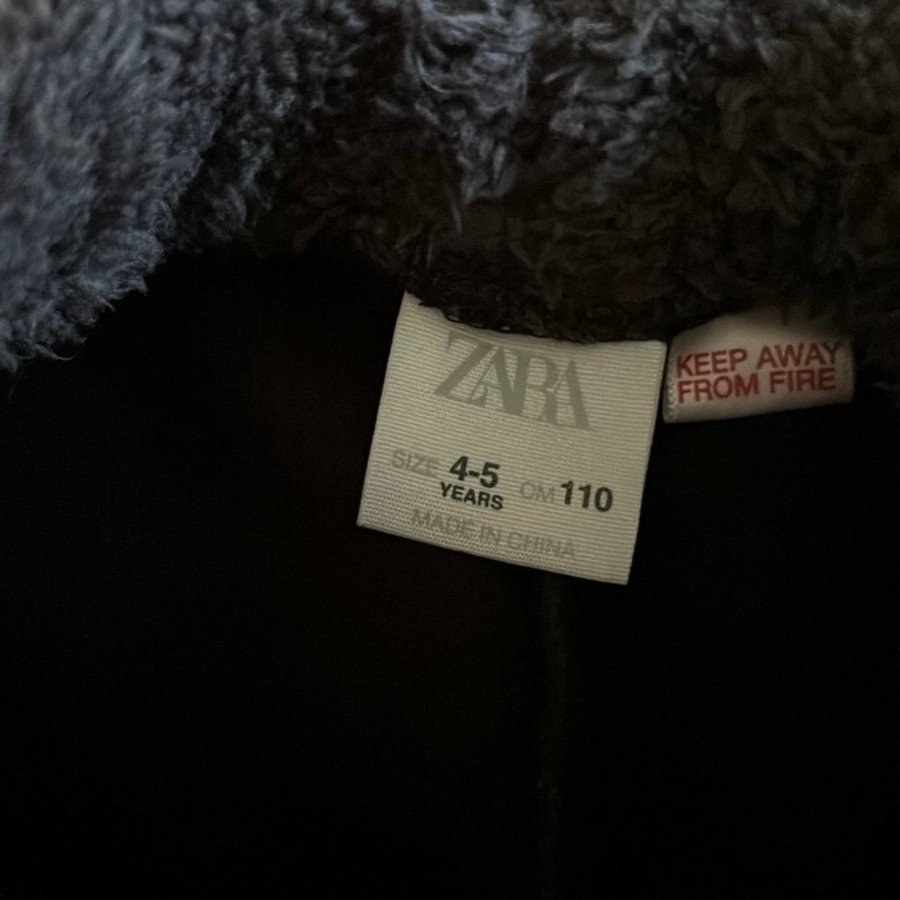 ZARA
SIZE 4-5 YEARS CM 110
MADE IN CHINA
KEEP AWAY
FROM FIRE